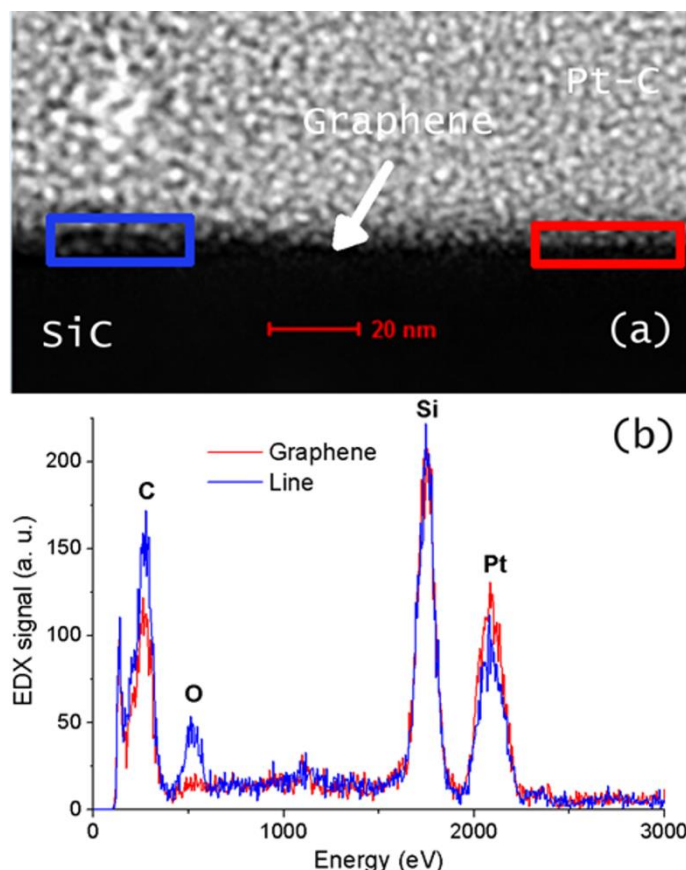 Pt-C
Graphene
SiC
20 nm
(a)
(b)
Si
Graphene
Line
C
Pt
O
200
150
100
50
0
EDX signal (a. u.)
0 1000 2000 3000
Energy (eV)